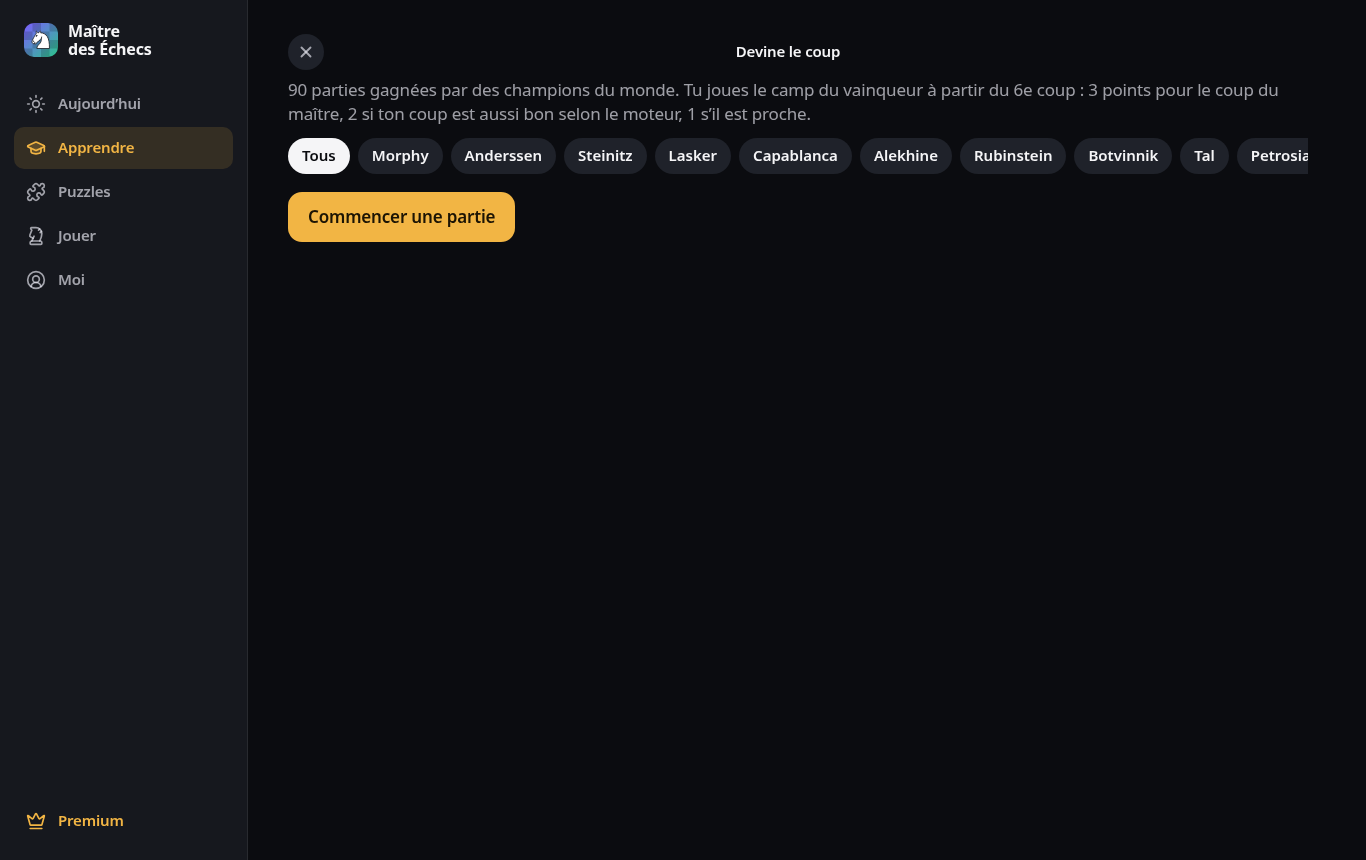 Maître
des Échecs
Aujourd’hui
Apprendre
Puzzles
Jouer
Moi
Premium
Devine le coup
90 parties gagnées par des champions du monde. Tu joues le camp du vainqueur à partir du 6e coup : 3 points pour le coup du
maître, 2 si ton coup est aussi bon selon le moteur, 1 s’il est proche.
Tous Morphy Anderssen Steinitz Lasker Capablanca Alekhine Rubinstein Botvinnik Tal Petrosia
Commencer une partie